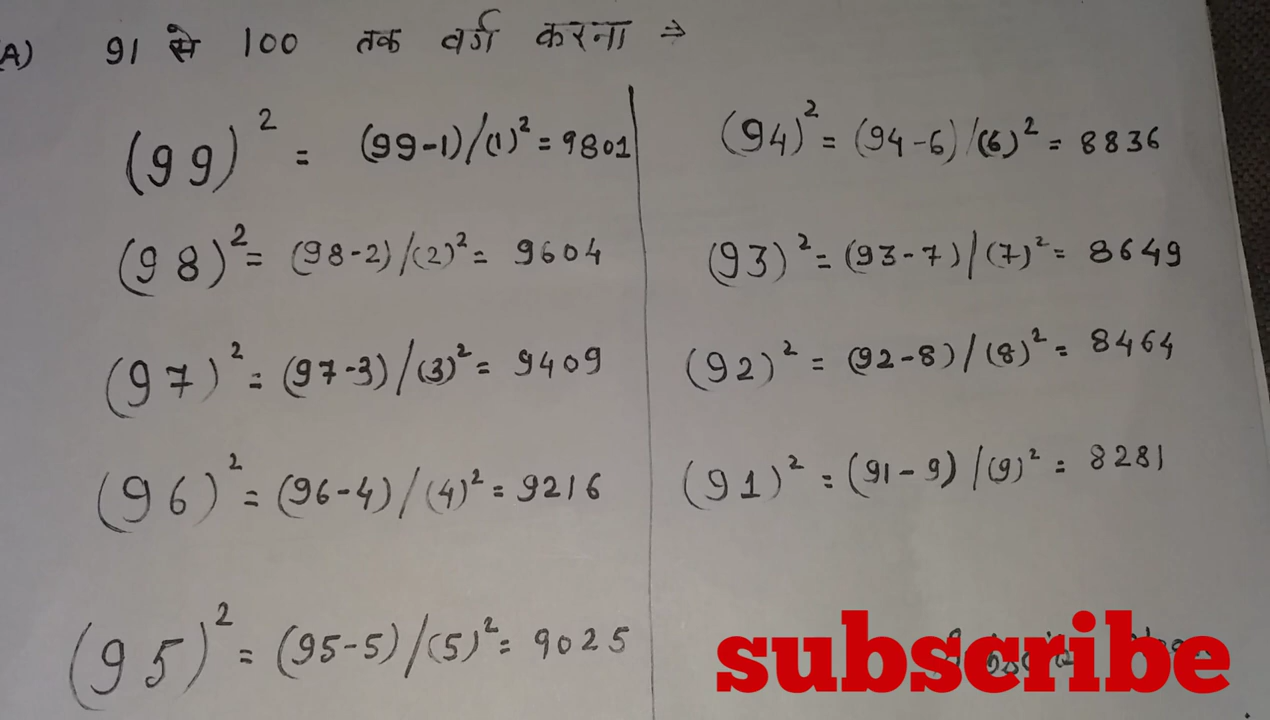 A) 91 से 100 तक वर्ग करना ⇒
(99)² = (99-1)/(1)² = 9801
(98)² = (98-2)/(2)² = 9604
(97)² = (97-3)/(3)² = 9409
(96)² = (96-4)/(4)² = 9216
(95)² = (95-5)/(5)² = 9025
(94)² = (94-6)/(6)² = 8836
(93)² = (93-7)/(7)² = 8649
(92)² = (92-8)/(8)² = 8464
(91)² = (91-9)/(9)² = 8281
subscribe